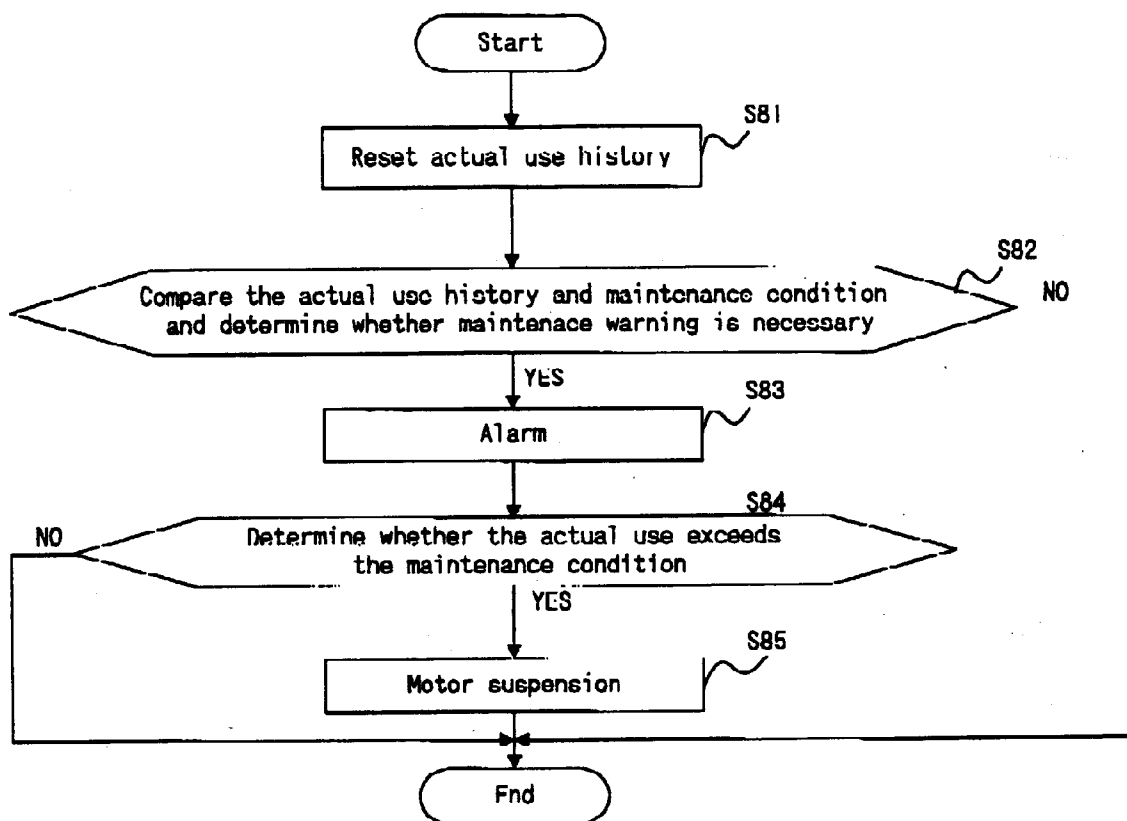 Start
S81
Reset actual use history
S82
Compare the actual use history and maintenance condition
and determine whether maintenace warning is necessary
NO
YES
S83
Alarm
S84
NO
Determine whether the actual use exceeds
the maintenance condition
YES
S85
Motor suspension
End